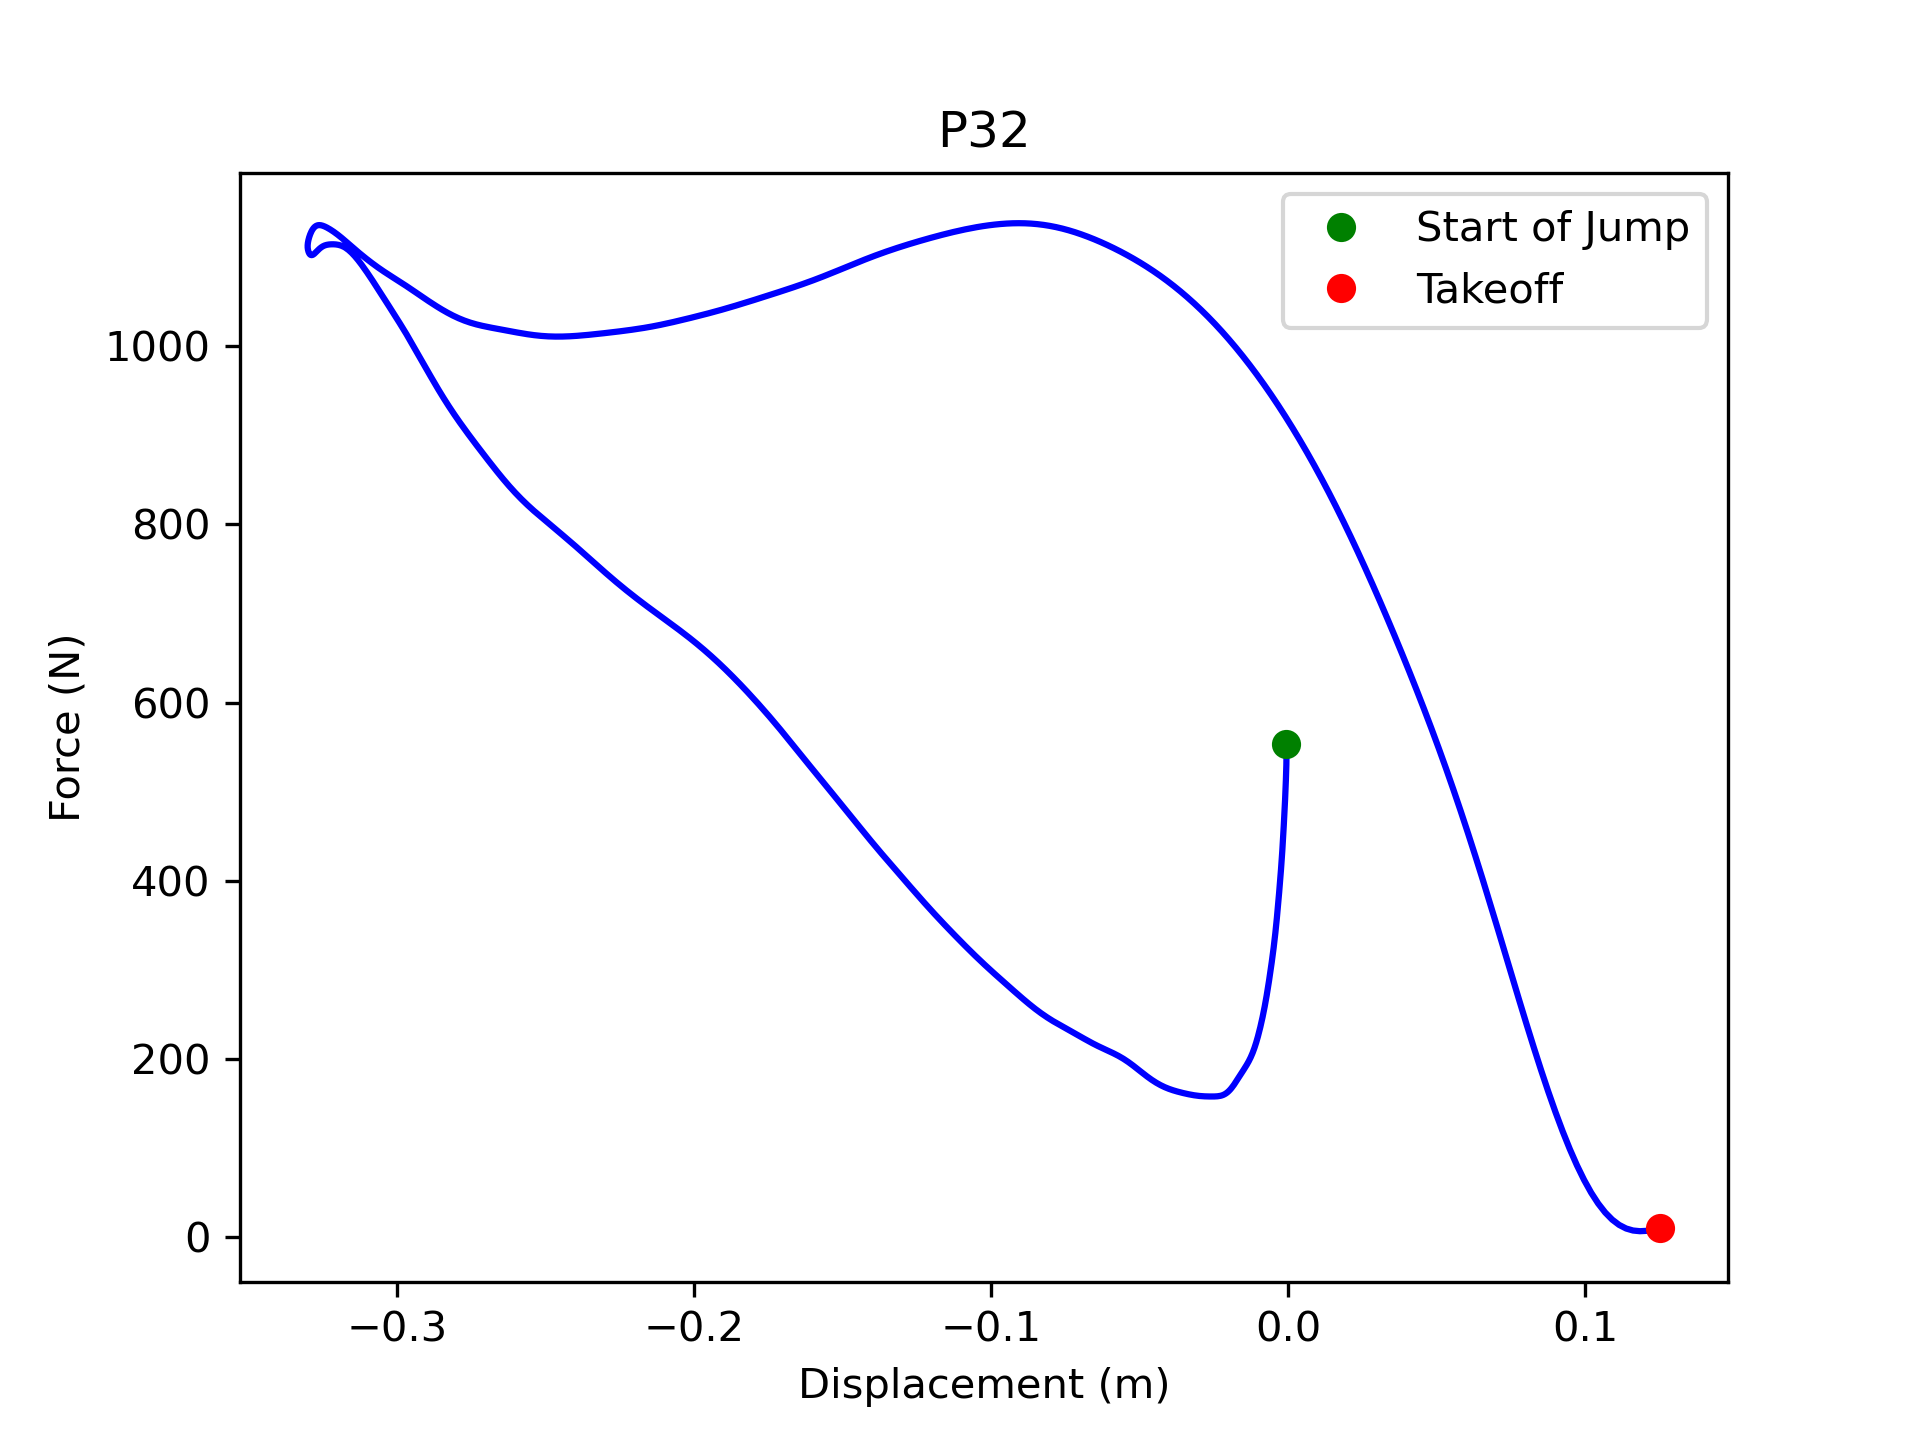 P32
Start of Jump
Takeoff
1000
800
600
400
200
0
Force (N)
−0.3 −0.2 −0.1 0.0 0.1
Displacement (m)